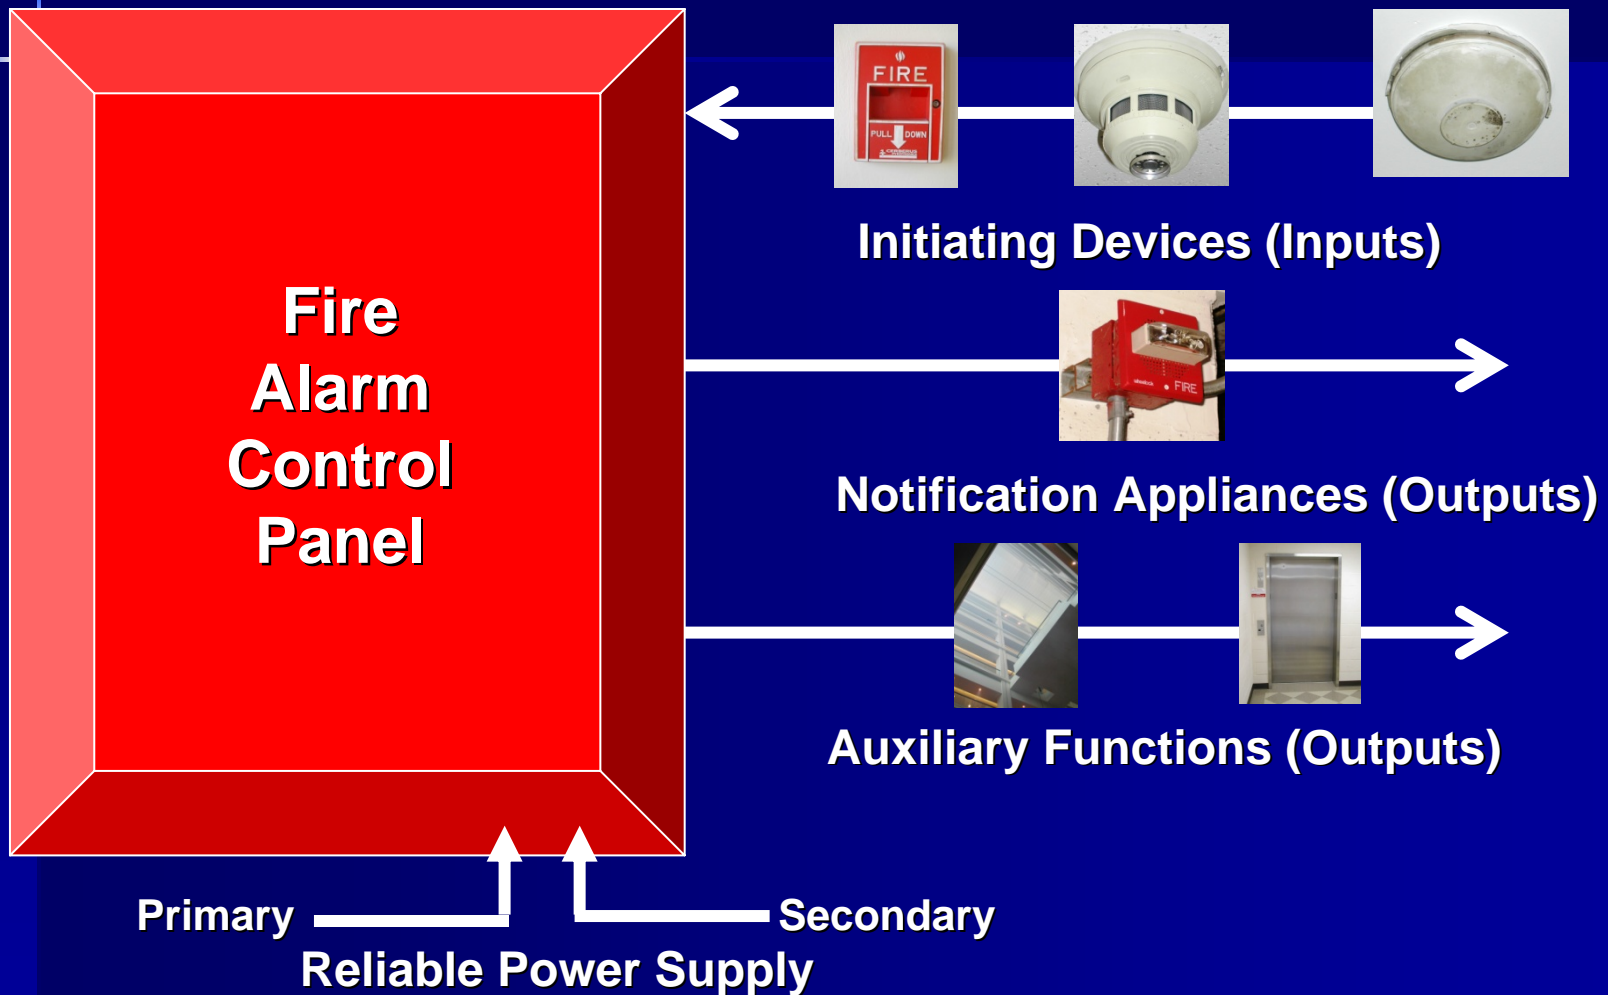 Fire
Alarm
Control
Panel
FIRE
PULL DOWN
CERBERUS
Initiating Devices (Inputs)
FIRE
Notification Appliances (Outputs)
Auxiliary Functions (Outputs)
Primary
Secondary
Reliable Power Supply